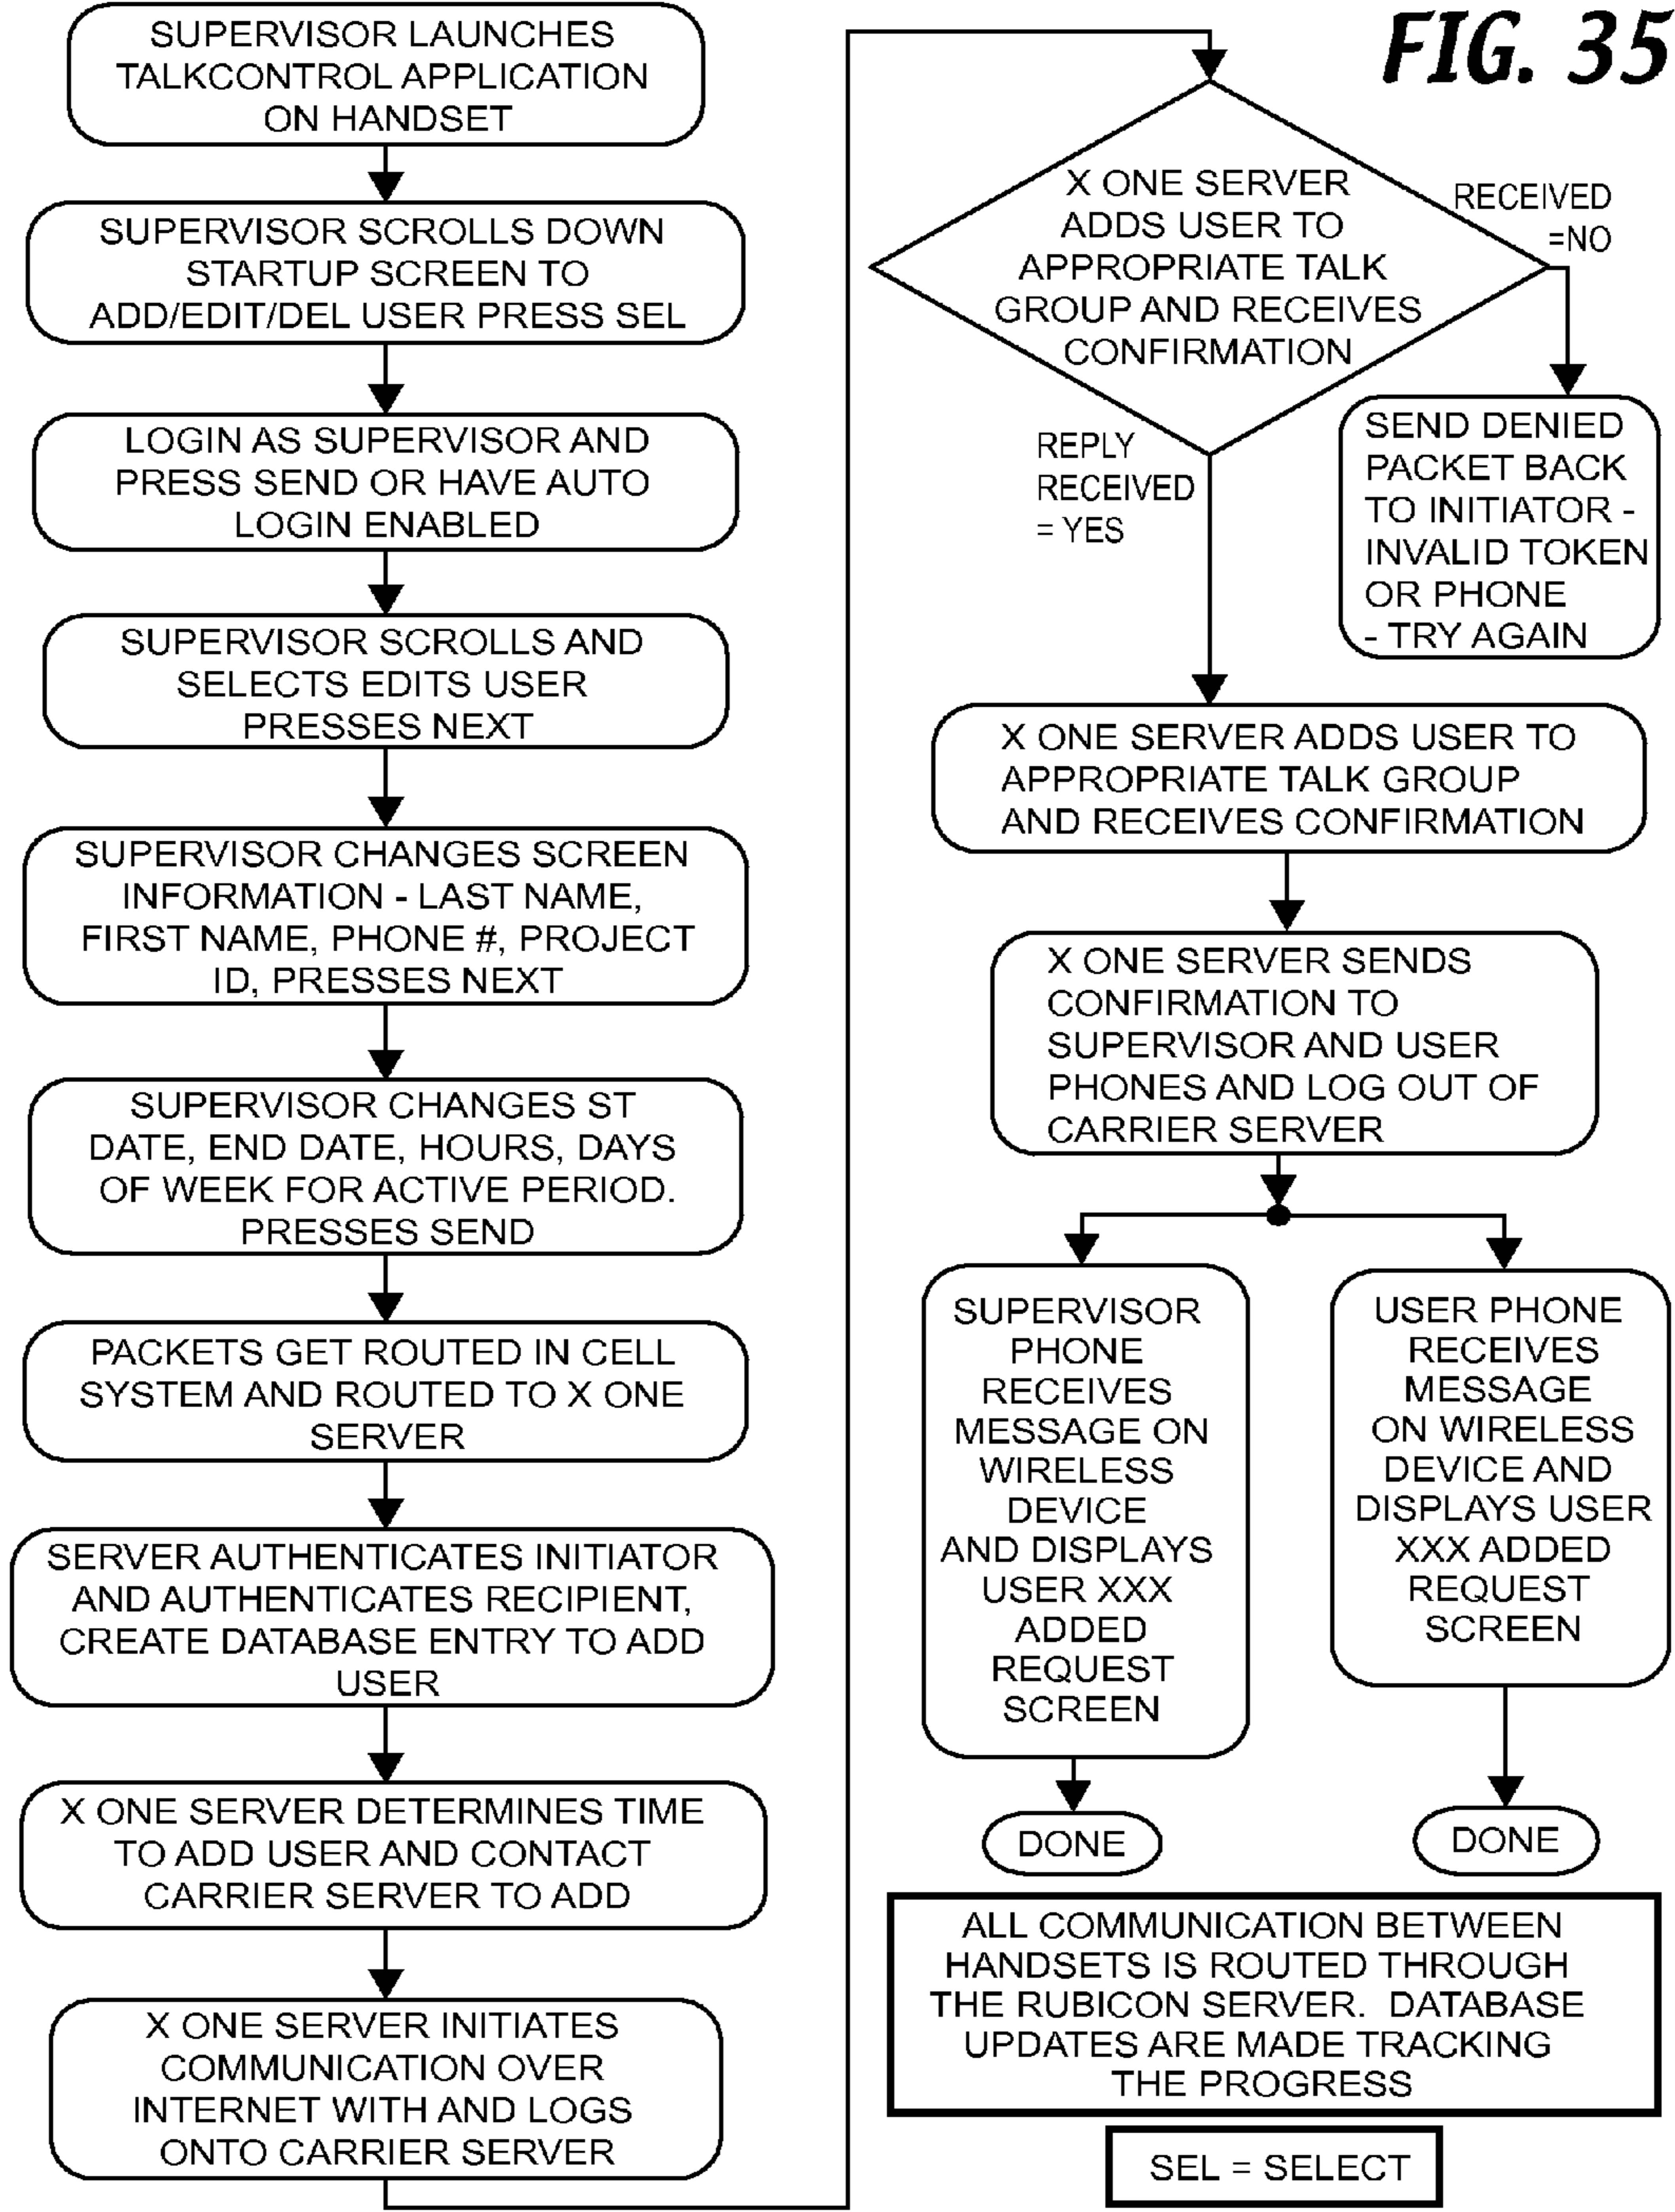 FIG. 35
SUPERVISOR LAUNCHES
TALKCONTROL APPLICATION
ON HANDSET
SUPERVISOR SCROLLS DOWN
STARTUP SCREEN TO
ADD/EDIT/DEL USER PRESS SEL
LOGIN AS SUPERVISOR AND
PRESS SEND OR HAVE AUTO
LOGIN ENABLED
SUPERVISOR SCROLLS AND
SELECTS EDITS USER
PRESSES NEXT
SUPERVISOR CHANGES SCREEN
INFORMATION - LAST NAME,
FIRST NAME, PHONE #, PROJECT
ID, PRESSES NEXT
SUPERVISOR CHANGES ST
DATE, END DATE, HOURS, DAYS
OF WEEK FOR ACTIVE PERIOD.
PRESSES SEND
PACKETS GET ROUTED IN CELL
SYSTEM AND ROUTED TO X ONE
SERVER
SERVER AUTHENTICATES INITIATOR
AND AUTHENTICATES RECIPIENT,
CREATE DATABASE ENTRY TO ADD
USER
X ONE SERVER DETERMINES TIME
TO ADD USER AND CONTACT
CARRIER SERVER TO ADD
X ONE SERVER INITIATES
COMMUNICATION OVER
INTERNET WITH AND LOGS
ONTO CARRIER SERVER
X ONE SERVER
ADDS USER TO
APPROPRIATE TALK
GROUP AND RECEIVES
CONFIRMATION
RECEIVED
=NO
SEND DENIED
PACKET BACK
TO INITIATOR -
INVALID TOKEN
OR PHONE
- TRY AGAIN
REPLY
RECEIVED
= YES
X ONE SERVER ADDS USER TO
APPROPRIATE TALK GROUP
AND RECEIVES CONFIRMATION
X ONE SERVER SENDS
CONFIRMATION TO
SUPERVISOR AND USER
PHONES AND LOG OUT OF
CARRIER SERVER
SUPERVISOR
PHONE
RECEIVES
MESSAGE ON
WIRELESS
DEVICE
AND DISPLAYS
USER XXX
ADDED
REQUEST
SCREEN
DONE
USER PHONE
RECEIVES
MESSAGE
ON WIRELESS
DEVICE AND
DISPLAYS USER
XXX ADDED
REQUEST
SCREEN
DONE
ALL COMMUNICATION BETWEEN
HANDSETS IS ROUTED THROUGH
THE RUBICON SERVER. DATABASE
UPDATES ARE MADE TRACKING
THE PROGRESS
SEL = SELECT